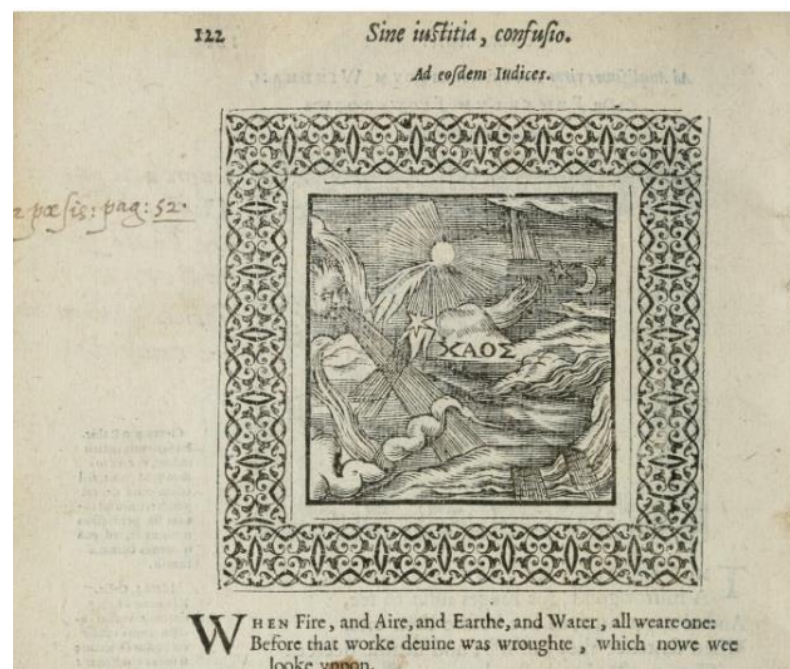 122
Sine iustitia, confusio.
Ad eosdem Iudices.
pœsis: pag: 52.
ΧΑΟΣ
WHEN Fire, and Aire, and Earthe, and Water, all weare one:
Before that worke deuine was wroughte, which nowe wee
looke vppon.